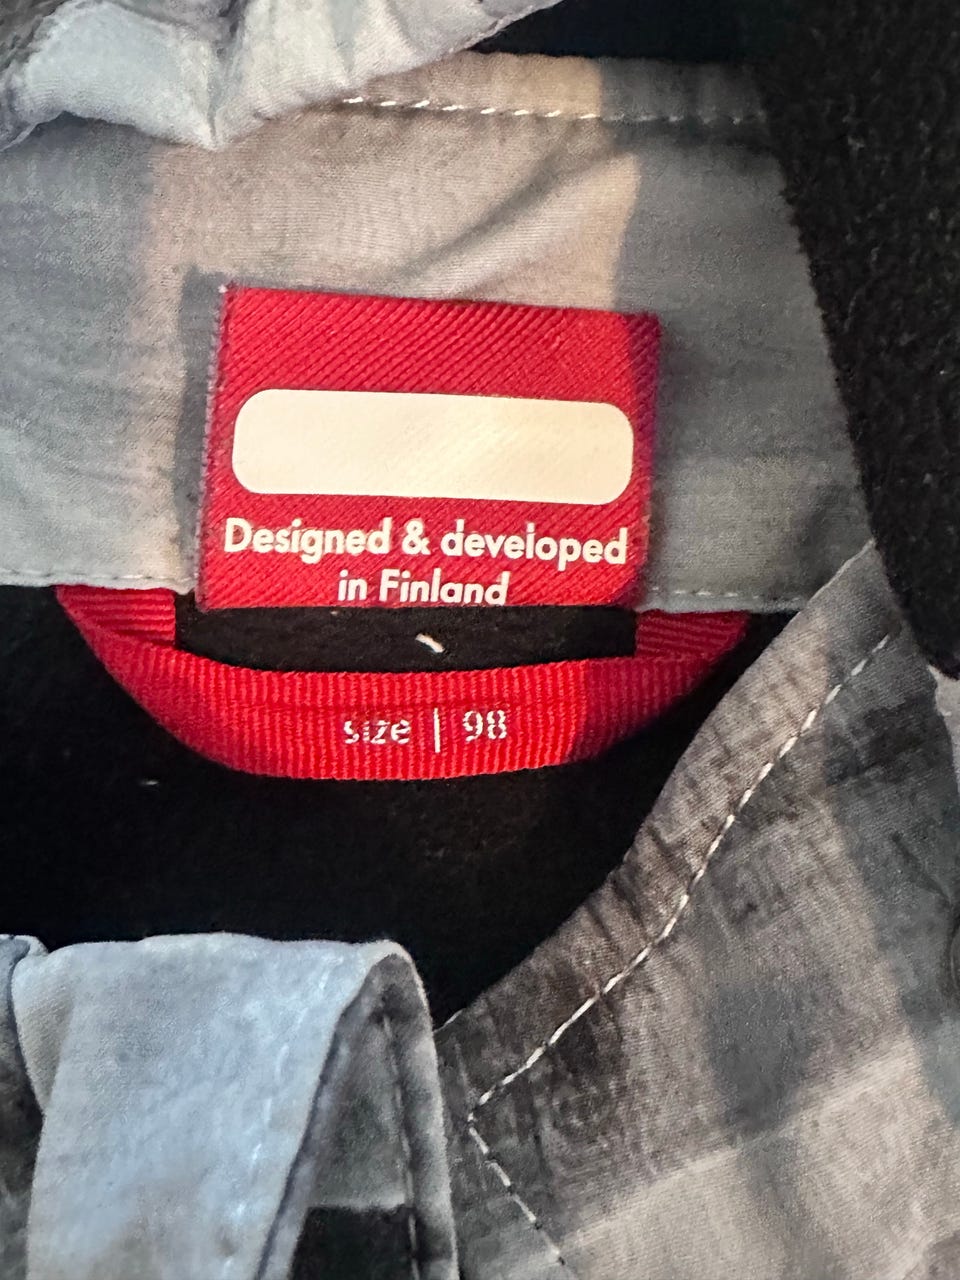 Designed & developed
in Finland
size | 98